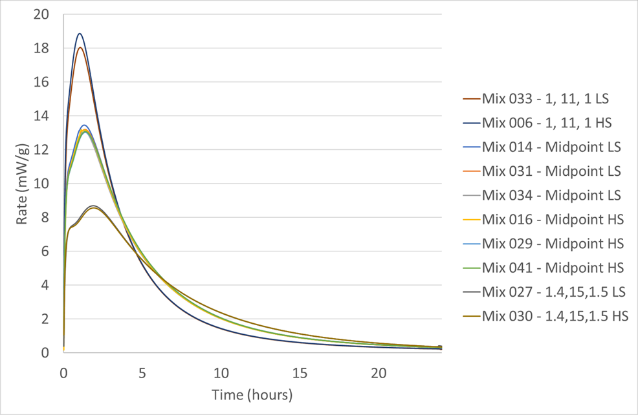 20
18
16
14
12
10
8
6
4
2
0
Rate (mW/g)
0
5
10
15
20
Time (hours)
Mix 033 - 1, 11, 1 LS
Mix 006 - 1, 11, 1 HS
Mix 014 - Midpoint LS
Mix 031 - Midpoint LS
Mix 034 - Midpoint LS
Mix 016 - Midpoint HS
Mix 029 - Midpoint HS
Mix 041 - Midpoint HS
Mix 027 - 1.4,15,1.5 LS
Mix 030 - 1.4,15,1.5 HS